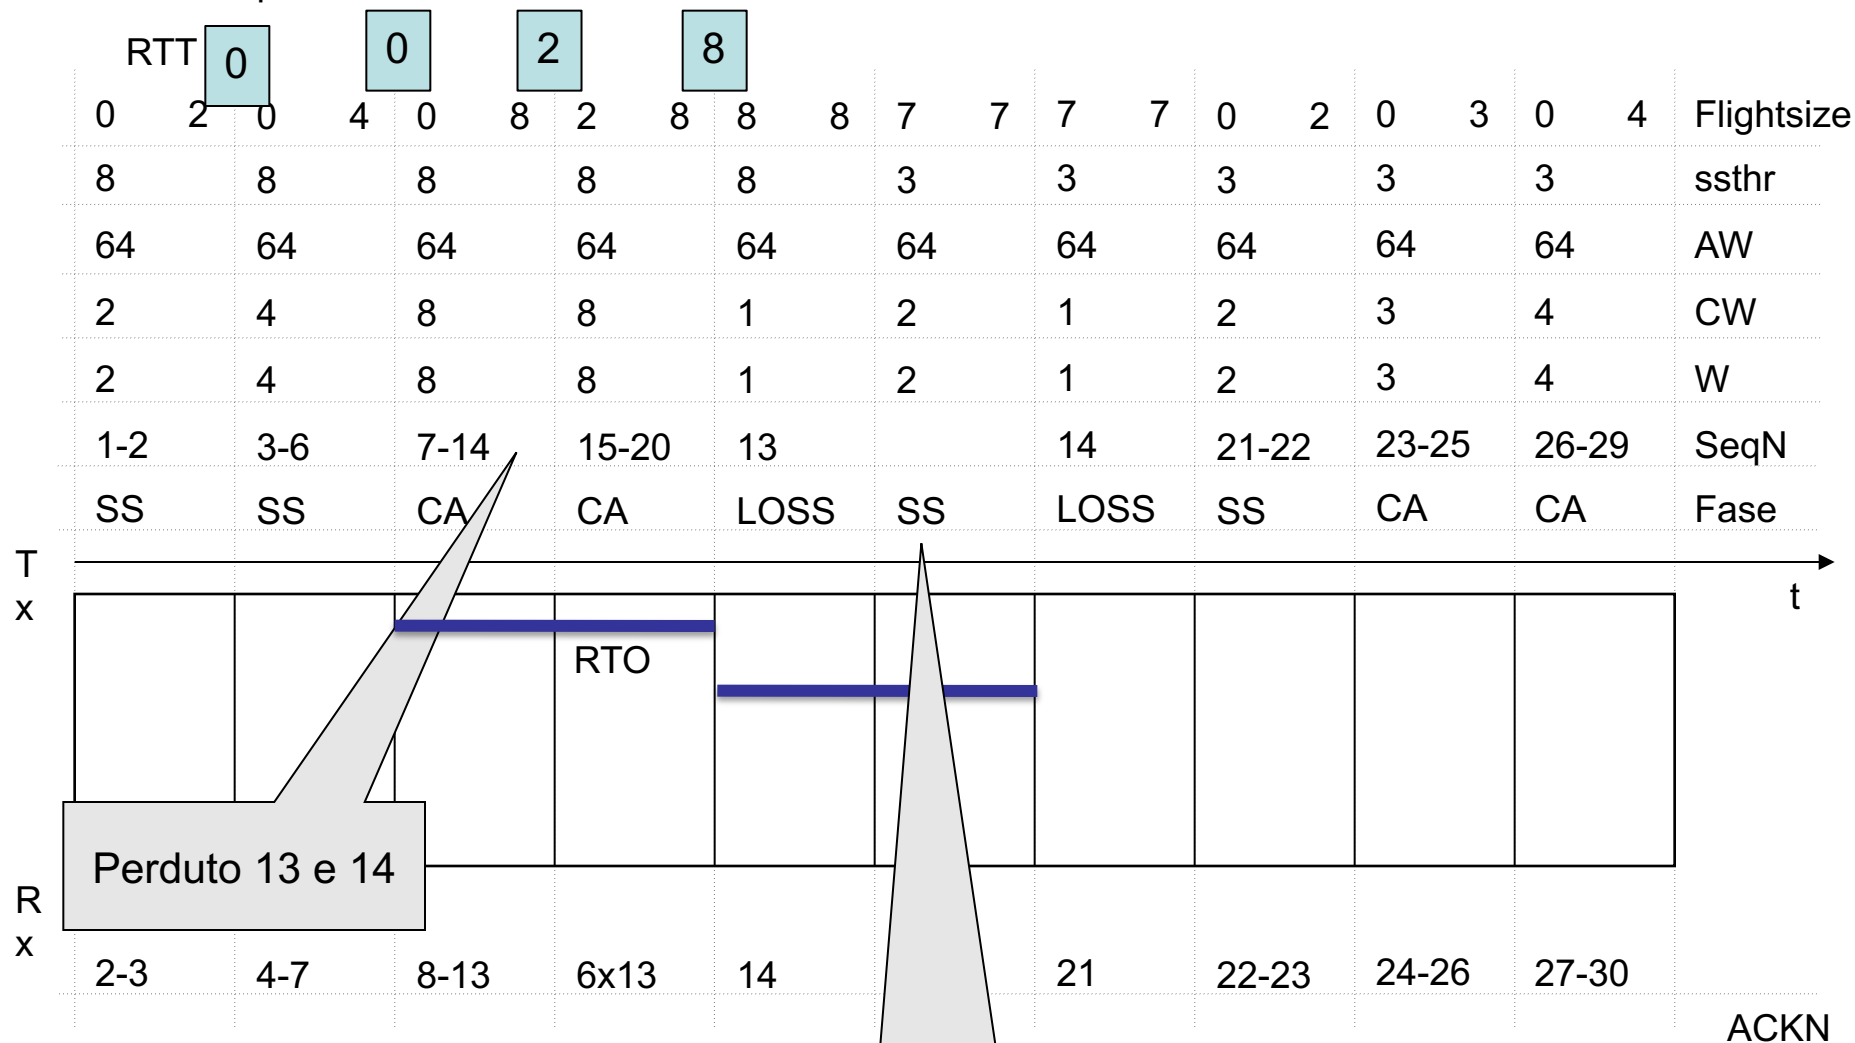 RTT 0 0 2 8
0 2 0 4 0 8 2 8 8 8 7 7 7 7 0 2 0 3 0 4 Flightsize
8 8 8 8 8 3 3 3 3 3 ssthr
64 64 64 64 64 64 64 64 64 64 AW
2 4 8 8 1 2 1 2 3 4 CW
2 4 8 8 1 2 1 2 3 4 W
1-2 3-6 7-14 15-20 13 14 21-22 23-25 26-29 SeqN
SS SS CA CA LOSS SS LOSS SS CA CA Fase
Tx
t
RTO
Perduto 13 e 14
Rx
2-3 4-7 8-13 6x13 14 21 22-23 24-26 27-30
ACKN